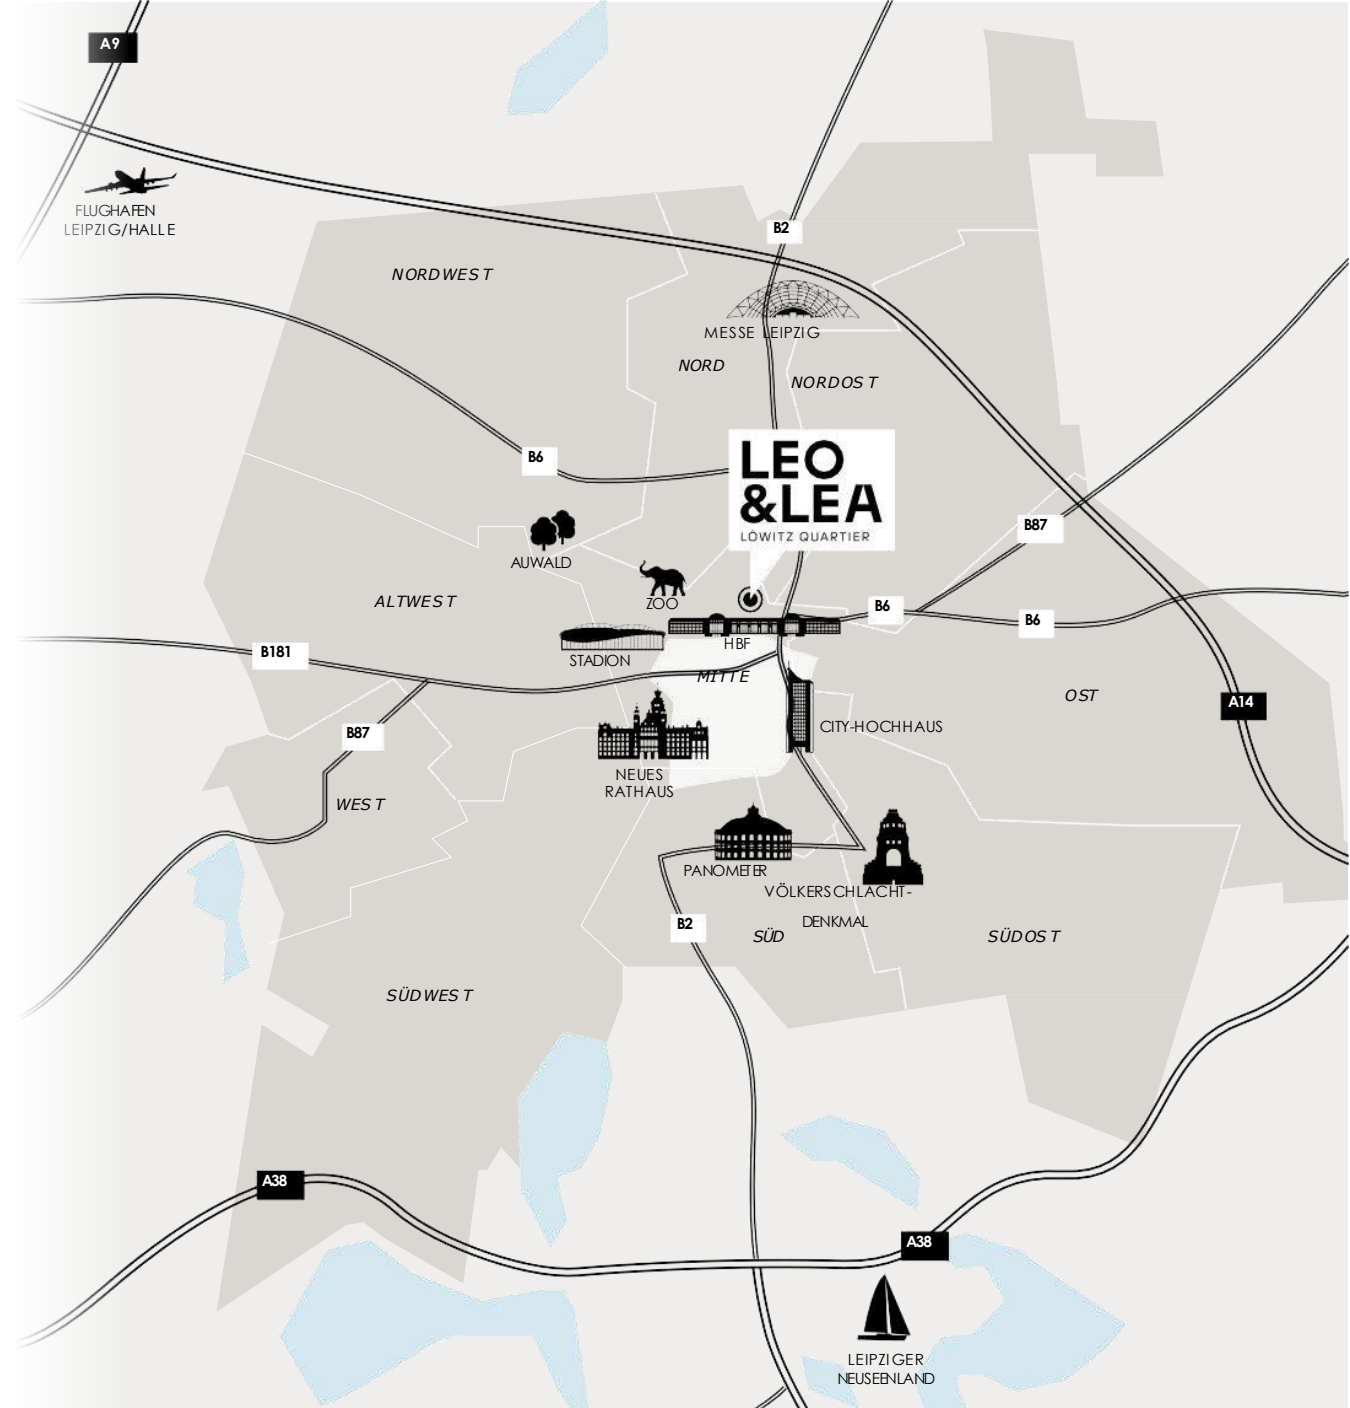 A9
FLUGHAFEN
LEIPZIG/HALLE
B2
NORDWEST
MESSE LEIPZIG
NORD
NORDOST
B6
LEO
&LEA
LÖWITZ QUARTIER
B87
AUWALD
ZOO
ALTWEST
B6
B6
HBF
B181
STADION
MITTE
OST
A14
B87
CITY-HOCHHAUS
NEUES
RATHAUS
WEST
PANOMETER
VÖLKERSCHLACHT-
DENKMAL
B2
SÜD
SÜDOST
SÜDWEST
A38
A38
LEIPZIGER
NEUSEENLAND